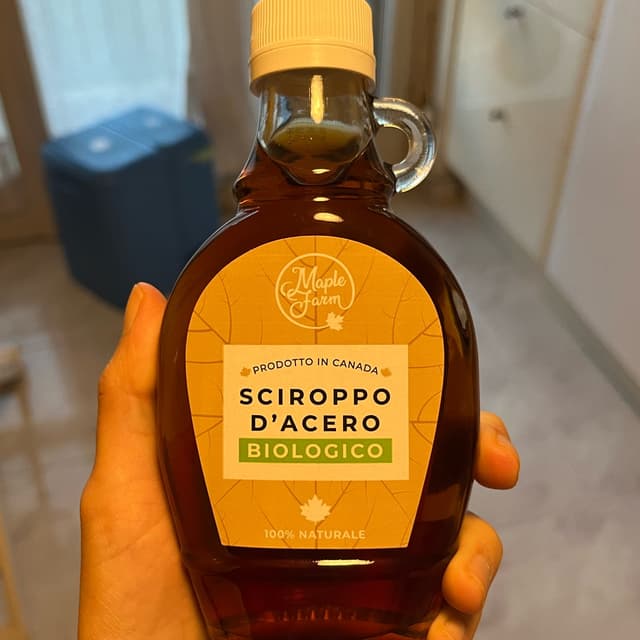 Maple
Farm
PRODOTTO IN CANADA
SCIROPPO
D'ACERO
BIOLOGICO
100% NATURALE